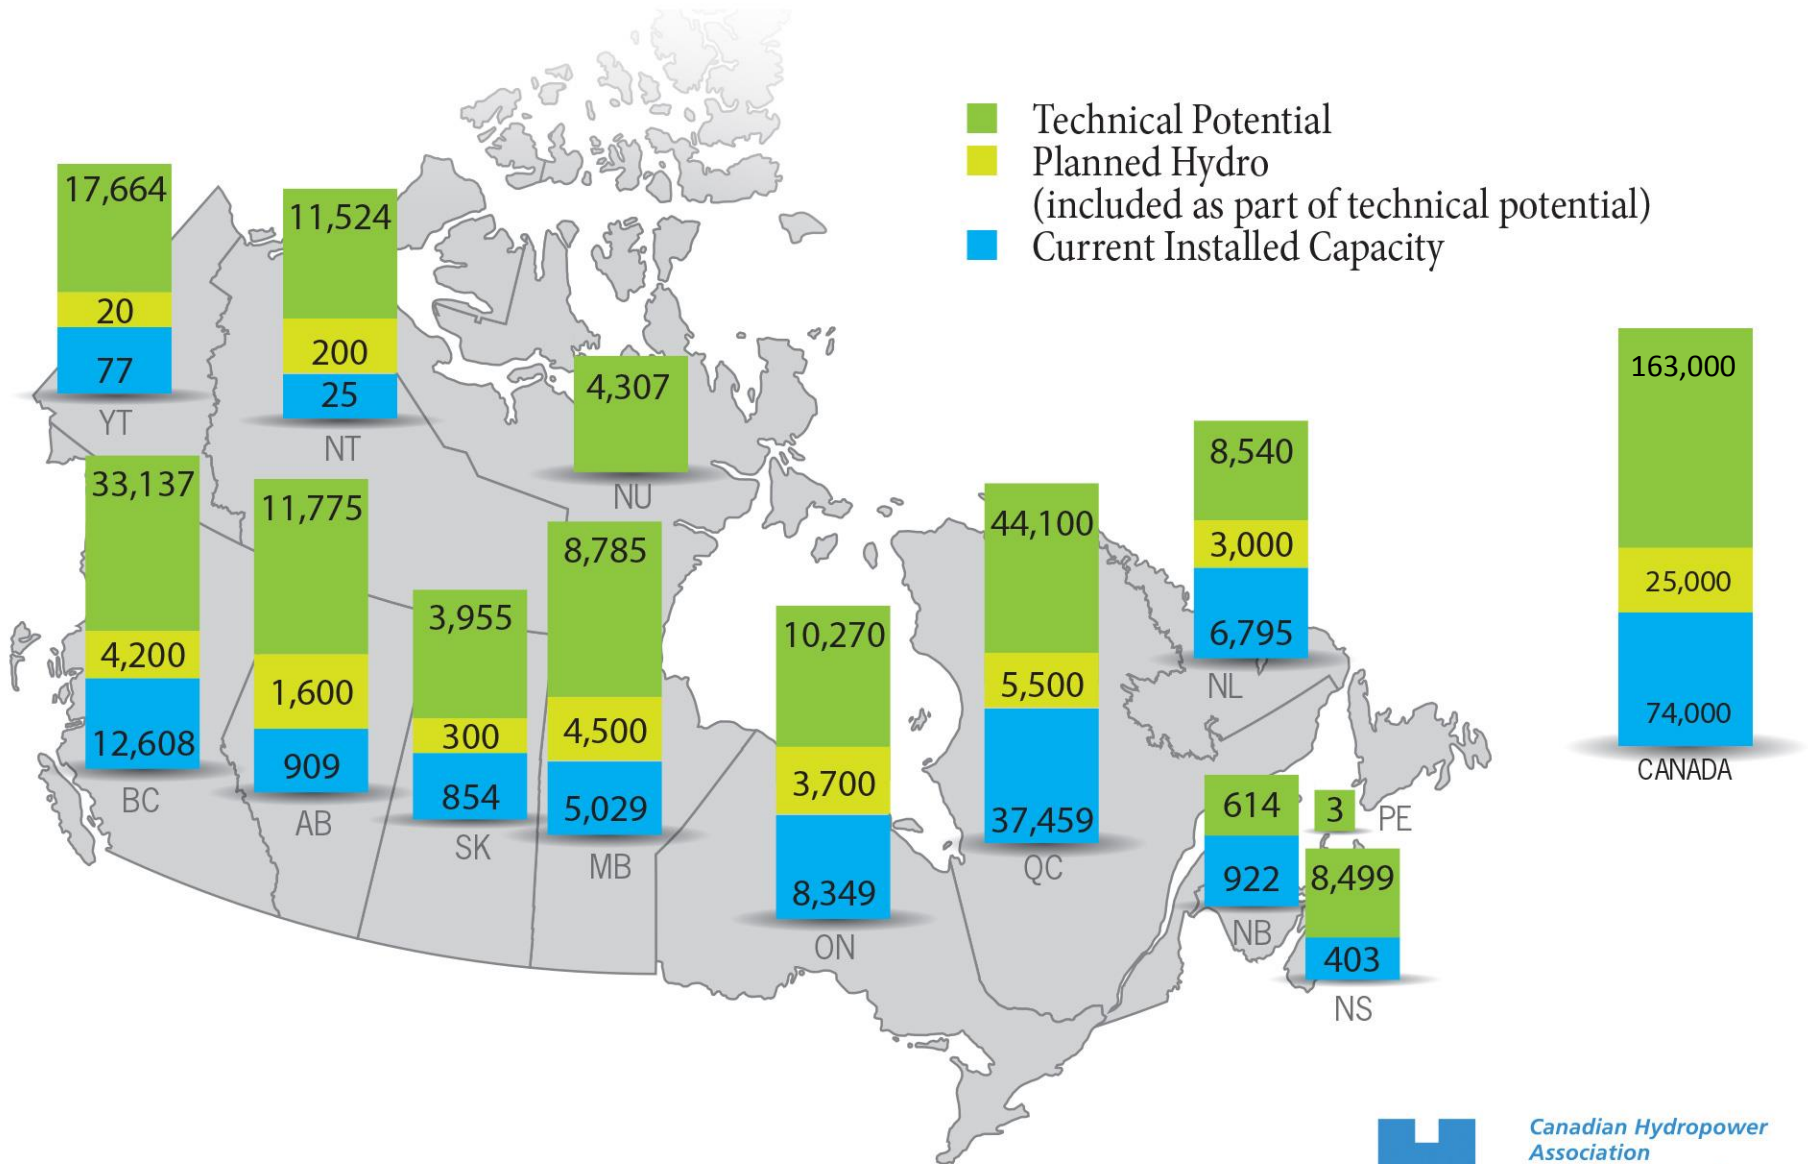 Technical Potential
Planned Hydro
(included as part of technical potential)
Current Installed Capacity
17,664
20
77
YT
11,524
200
25
NT
4,307
NU
33,137
4,200
12,608
BC
11,775
1,600
909
AB
3,955
300
854
SK
8,785
4,500
5,029
MB
10,270
3,700
8,349
ON
44,100
5,500
37,459
QC
8,540
3,000
6,795
NL
614
922
NB
3
PE
8,499
403
NS
163,000
25,000
74,000
CANADA
Canadian Hydropower
Association